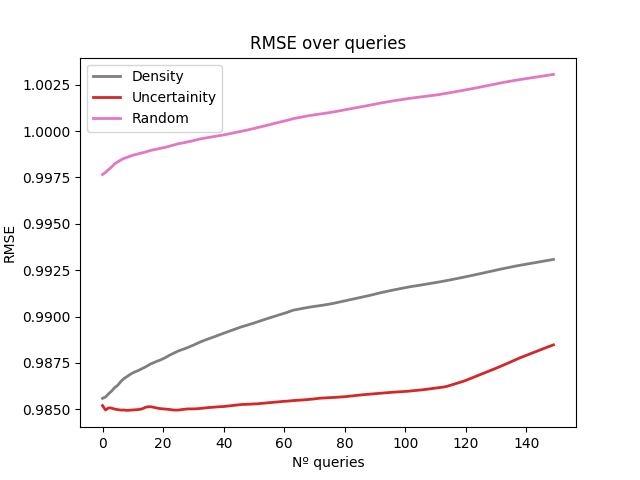 RMSE over queries
Density
Uncertainity
Random
1.0025
1.0000
0.9975
0.9950
0.9925
0.9900
0.9875
0.9850
RMSE
0 20 40 60 80 100 120 140
Nº queries